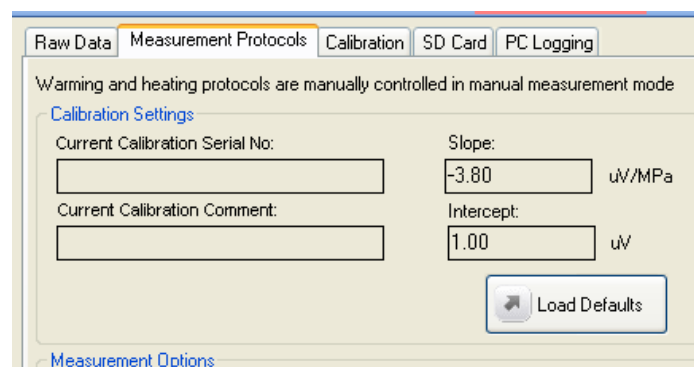 Raw Data Measurement Protocols Calibration SD Card PC Logging
Warming and heating protocols are manually controlled in manual measurement mode
Calibration Settings
Current Calibration Serial No: Slope:
-3.80 uV/MPa
Current Calibration Comment: Intercept:
1.00 uV
Load Defaults
Measurement Options